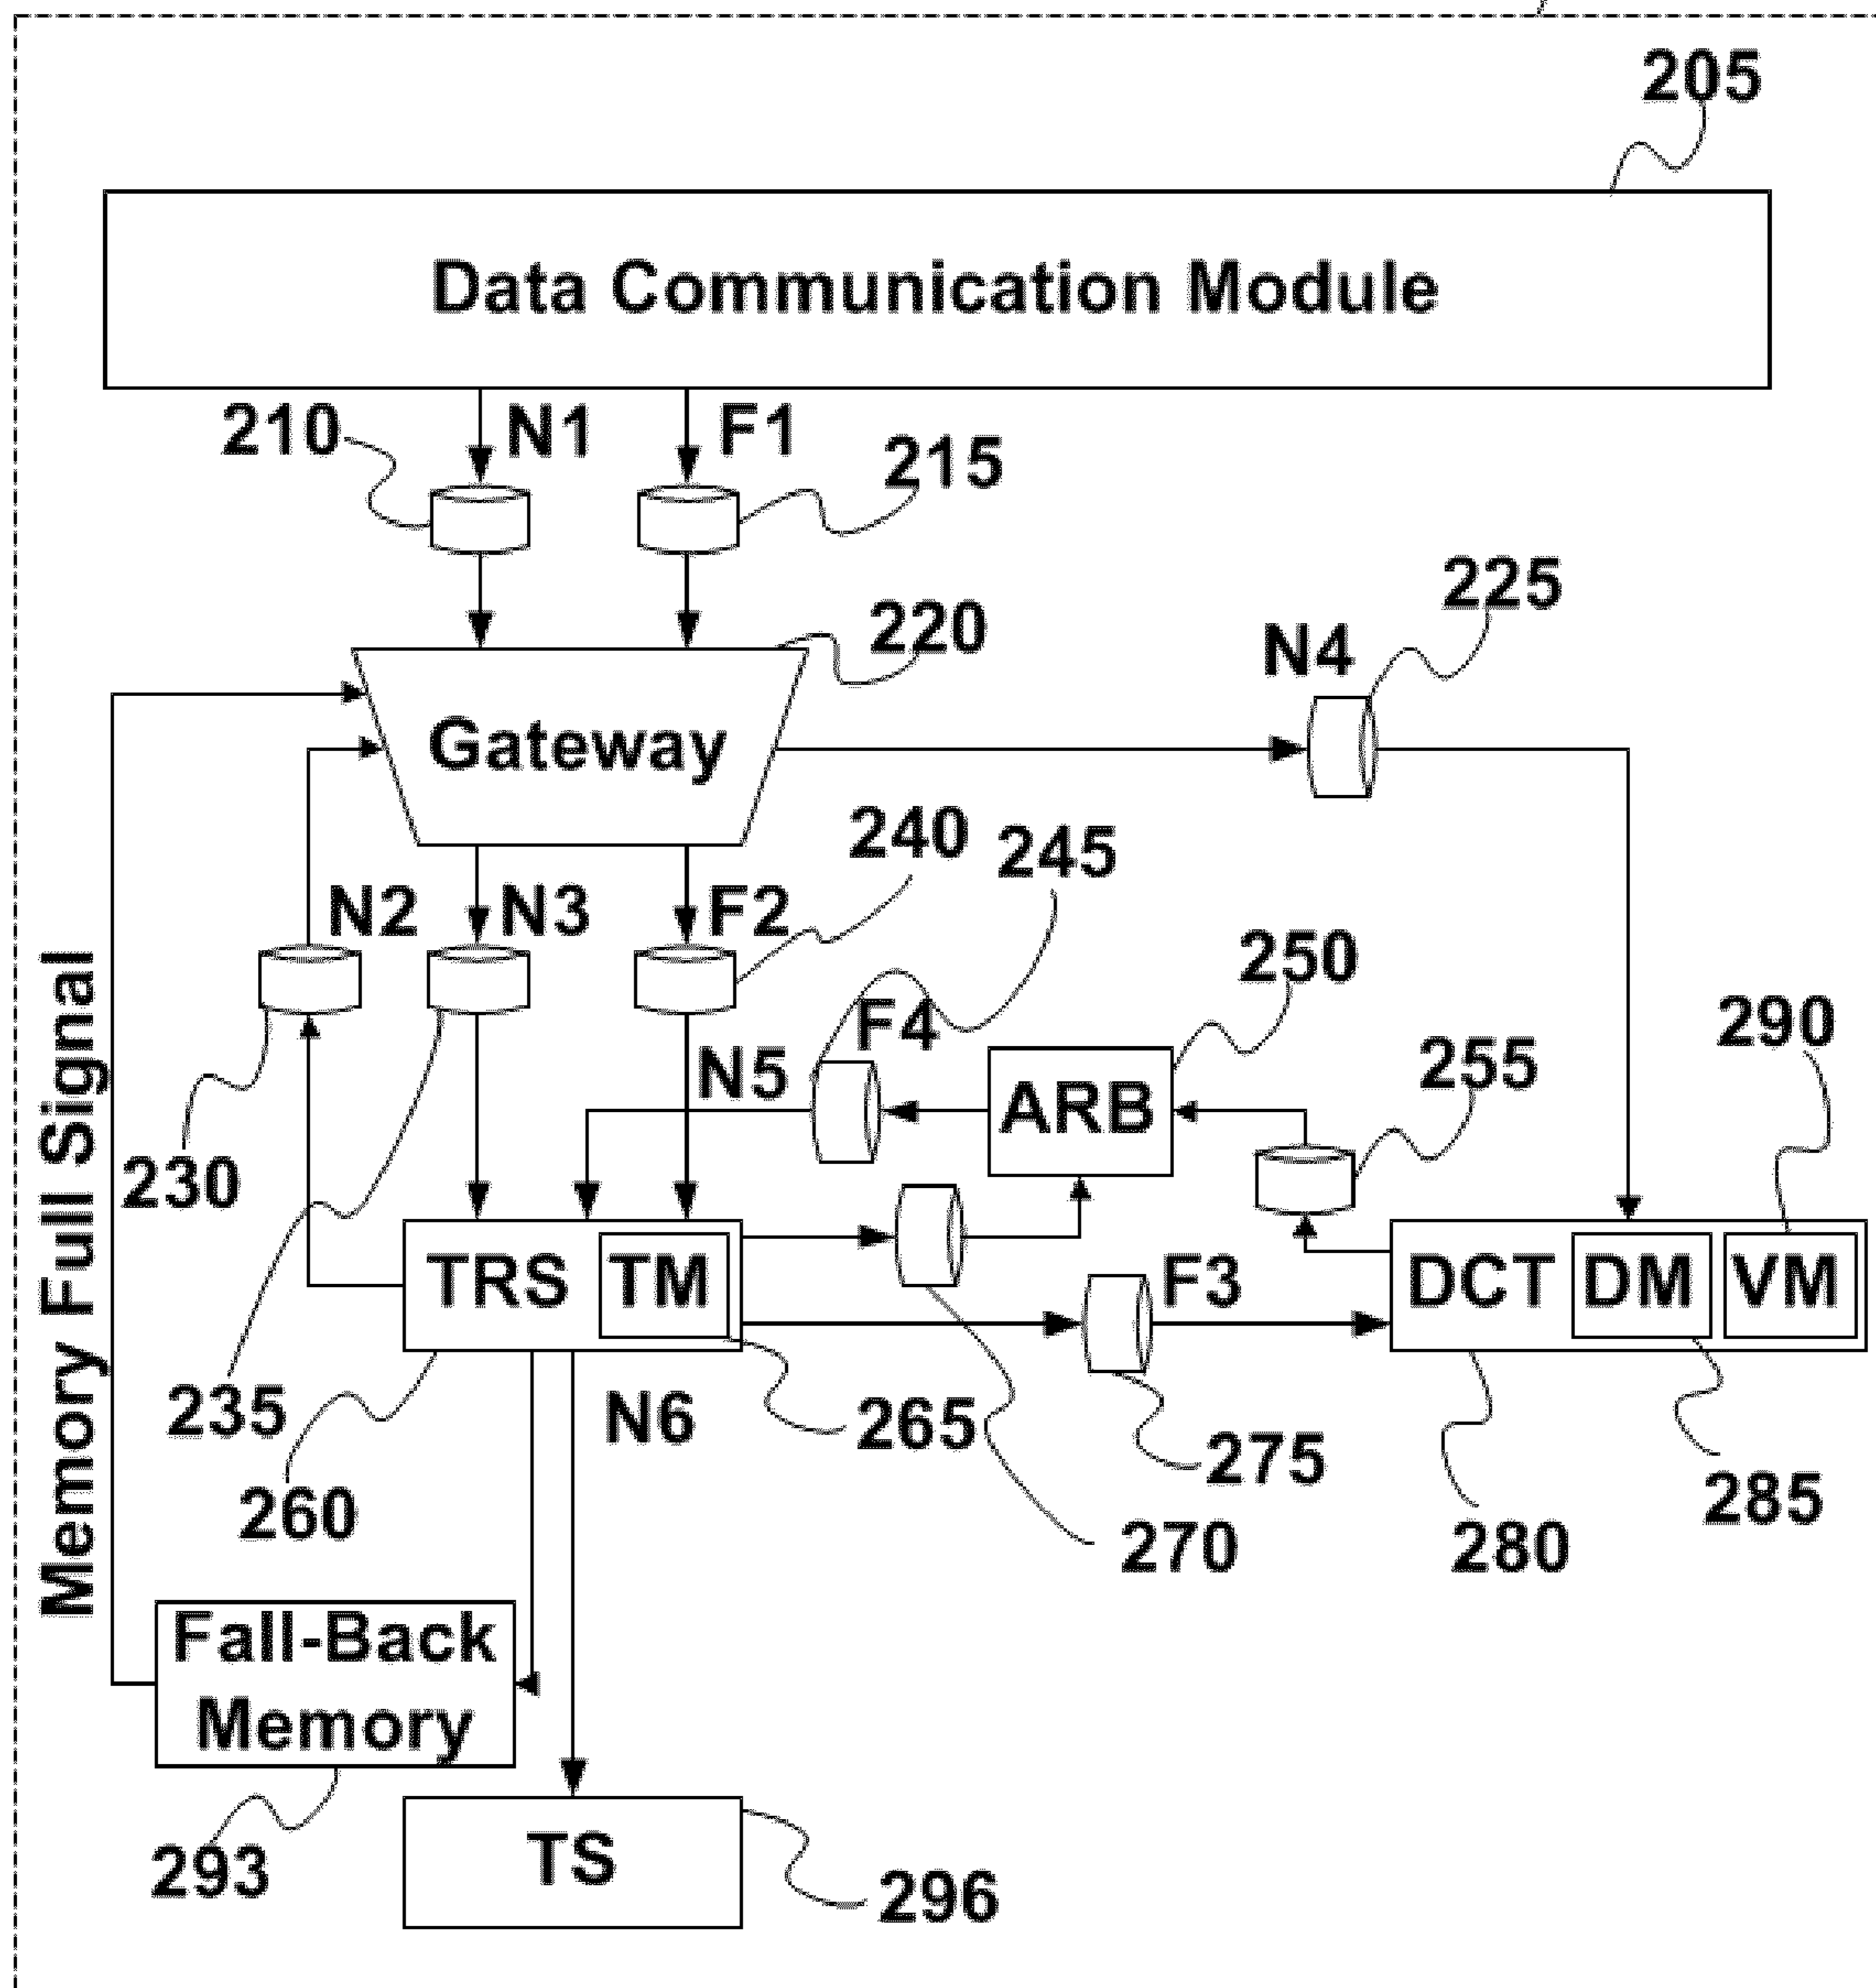 205
Data Communication Module
210
N1
F1
215
220
225
N4
Gateway
240
245
N2
N3
F2
250
F4
290
N5
ARB
255
230
TRS
TM
DCT
DM
VM
F3
235
N6
265
260
275
270
280
285
Memory Full Signal
Fall-Back
Memory
293
TS
296